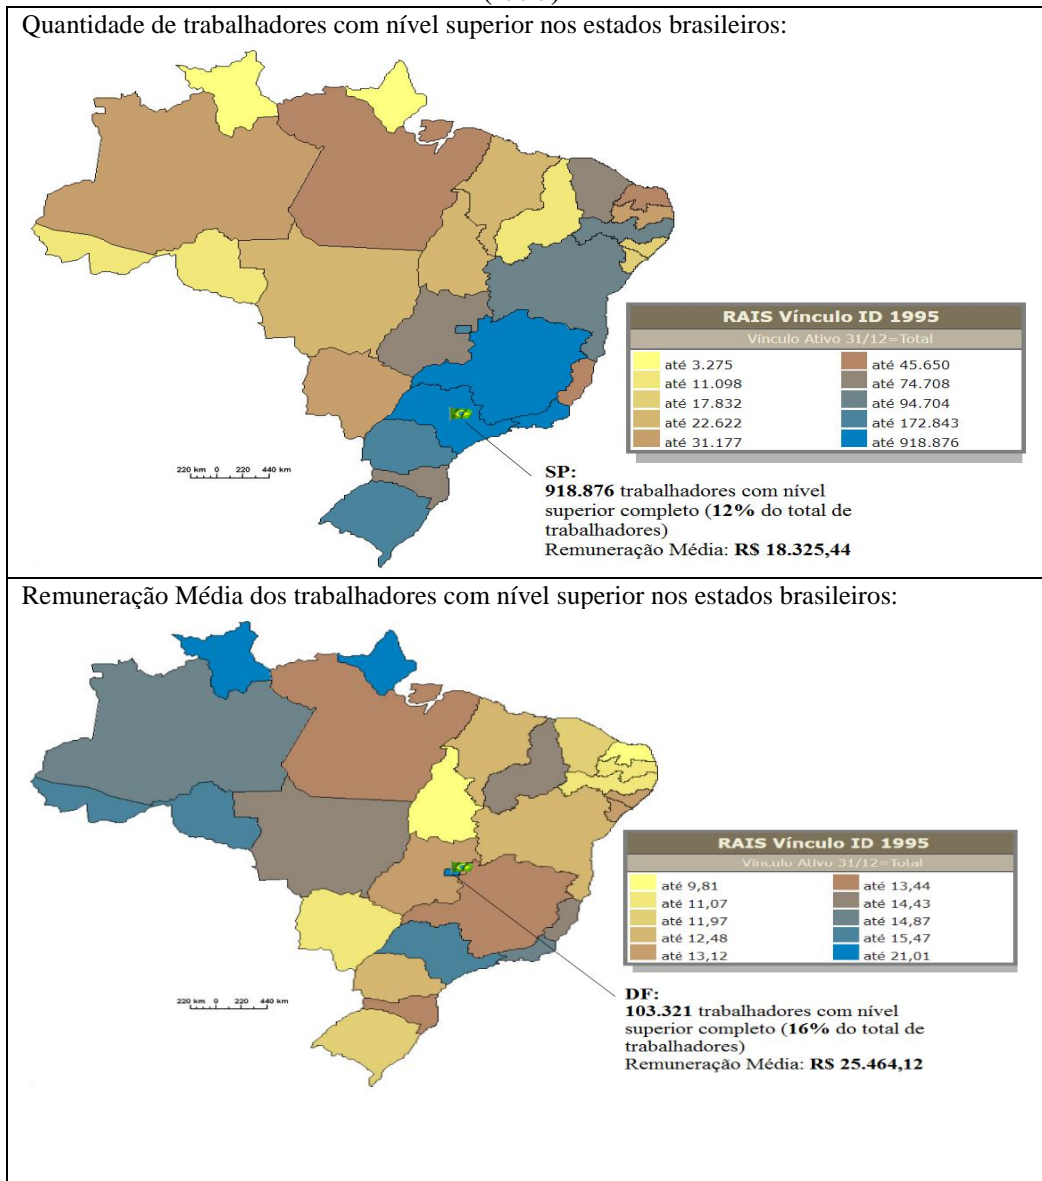 Quantidade de trabalhadores com nível superior nos estados brasileiros:
RAIS Vínculo ID 1995
Vínculo Ativo 31/12=Total
até 3.275
até 11.098
até 17.832
até 22.622
até 31.177
até 45.650
até 74.708
até 94.704
até 172.843
até 918.876
220 km 0 220 440 km
SP:
918.876 trabalhadores com nível
superior completo (12% do total de
trabalhadores)
Remuneração Média: R$ 18.325,44
Remuneração Média dos trabalhadores com nível superior nos estados brasileiros:
RAIS Vínculo ID 1995
Vínculo Ativo 31/12=Total
até 9,81
até 11,07
até 11,97
até 12,48
até 13,12
até 13,44
até 14,43
até 14,87
até 15,47
até 21,01
220 km 0 220 440 km
DF:
103.321 trabalhadores com nível
superior completo (16% do total de
trabalhadores)
Remuneração Média: R$ 25.464,12